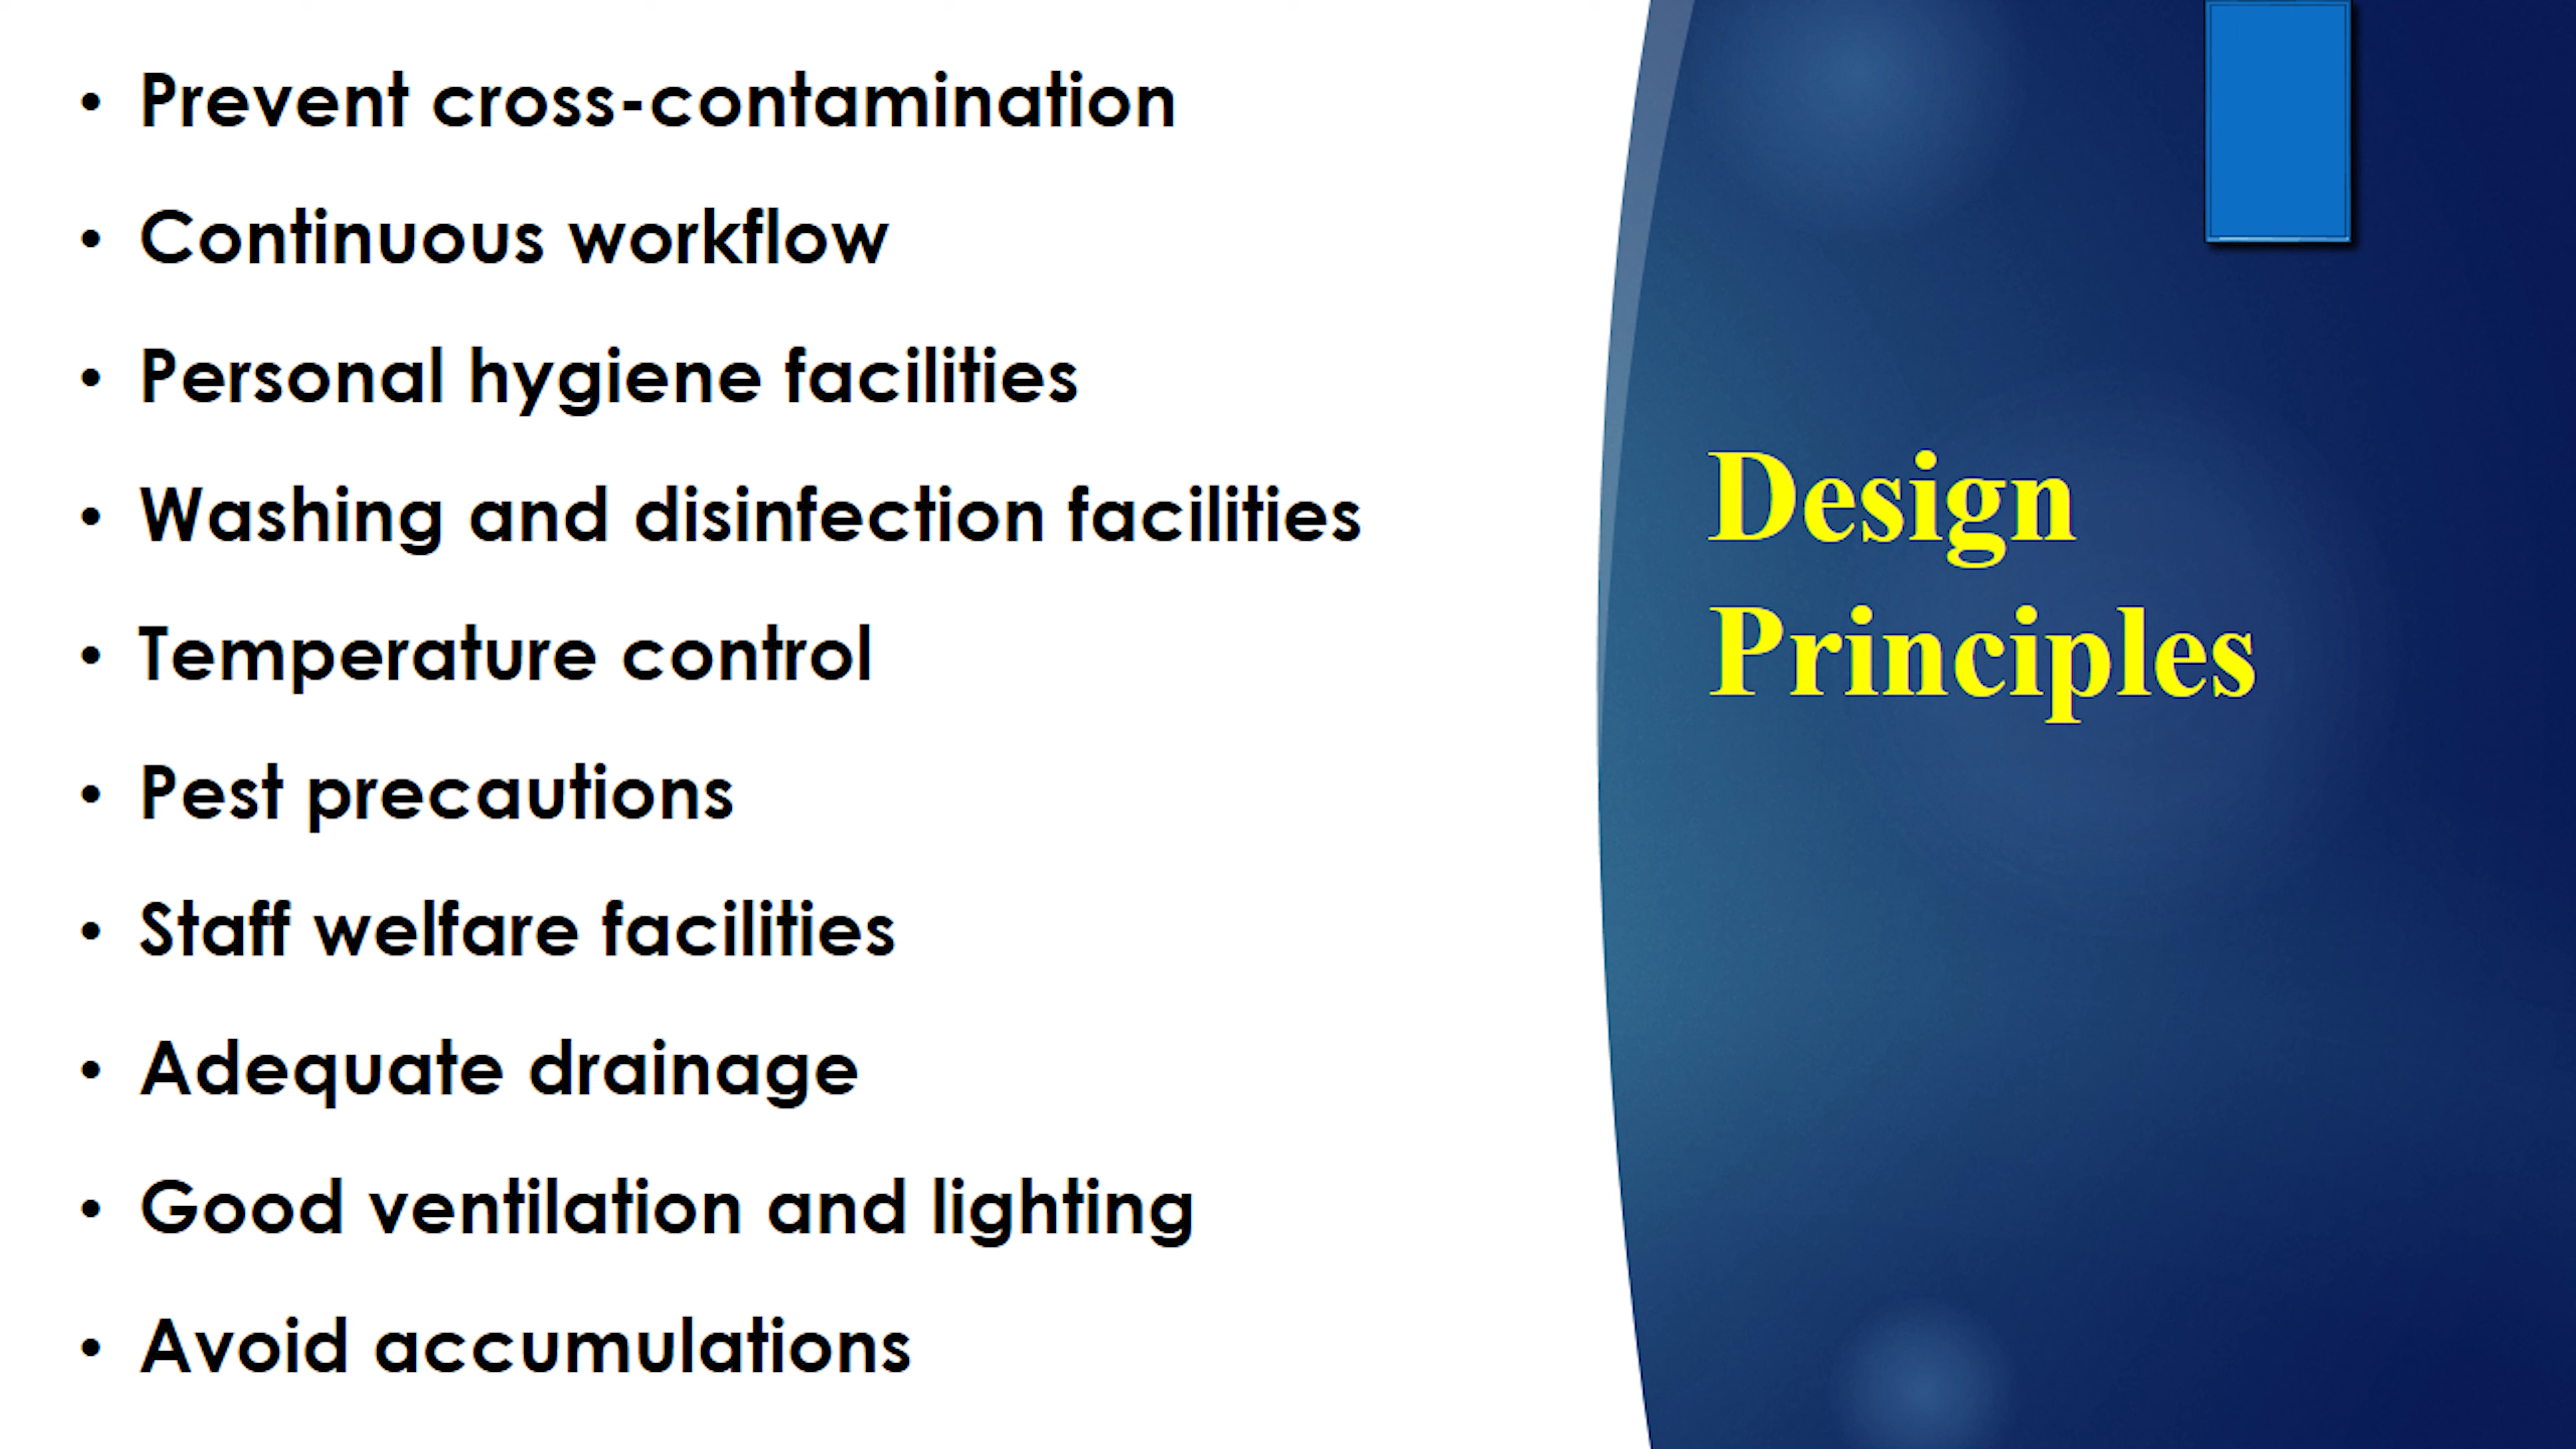 • Prevent cross-contamination
• Continuous workflow
• Personal hygiene facilities
• Washing and disinfection facilities
• Temperature control
• Pest precautions
• Staff welfare facilities
• Adequate drainage
• Good ventilation and lighting
• Avoid accumulations
Design
Principles